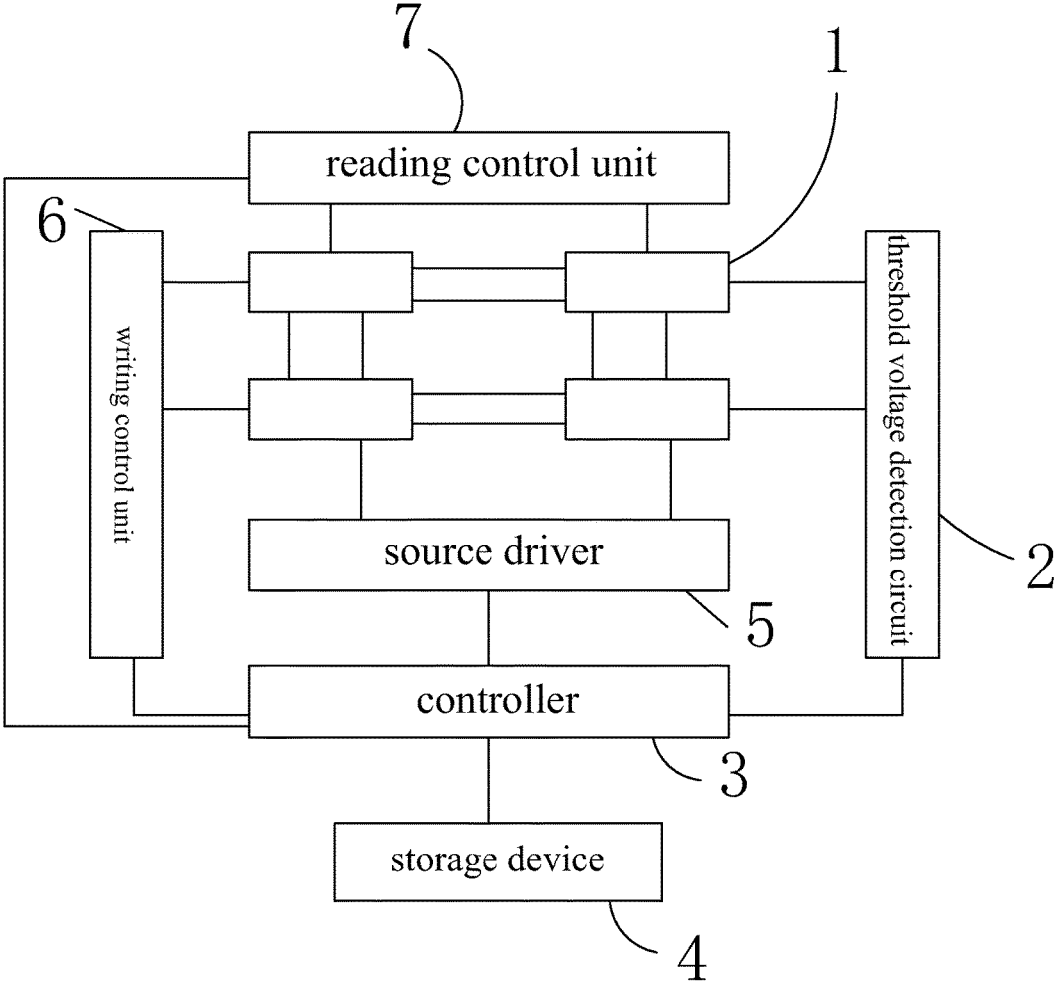 7
1
reading control unit
6
writing control unit
threshold voltage detection circuit
source driver
2
5
controller
3
storage device
4